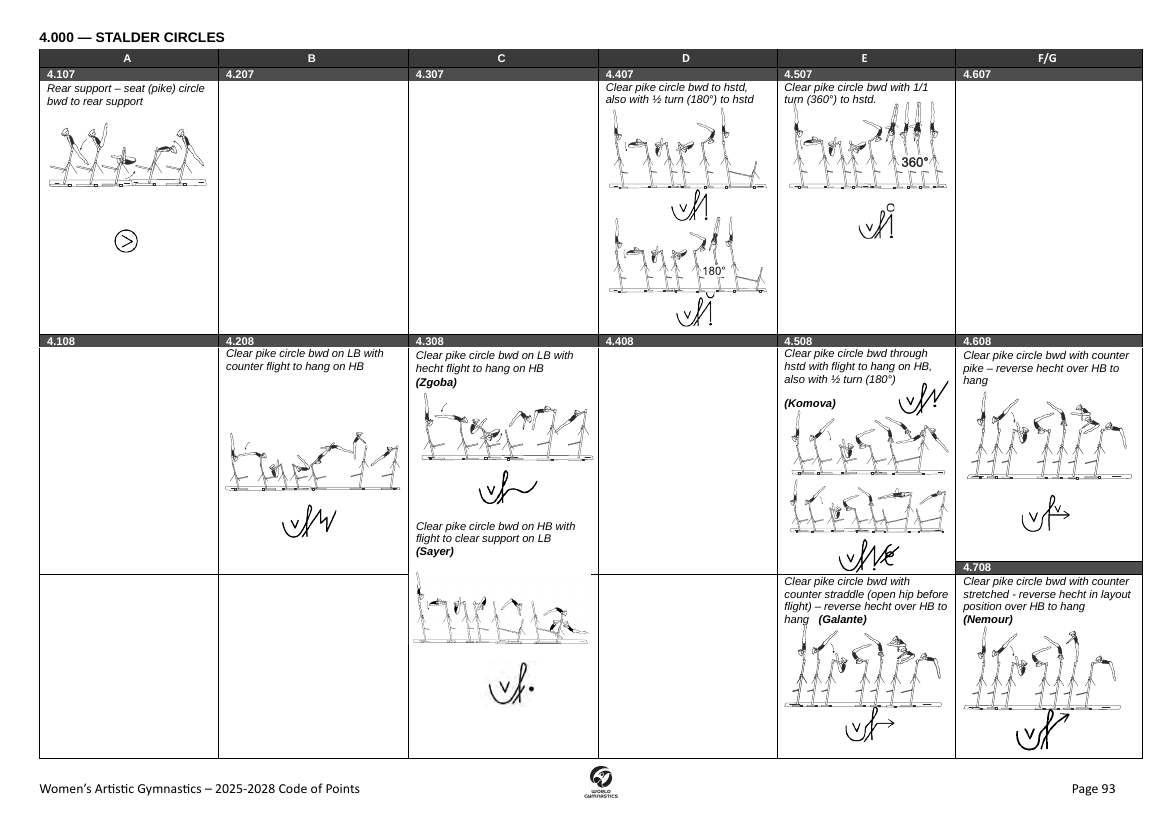 4.000 — STALDER CIRCLES
A B C D E F/G
4.107 4.207 4.307 4.407 4.507 4.607
Rear support – seat (pike) circle
bwd to rear support
Clear pike circle bwd to hstd,
also with ½ turn (180°) to hstd
180°
Clear pike circle bwd with 1/1
turn (360°) to hstd.
360°
4.108 4.208 4.308 4.408 4.508 4.608
Clear pike circle bwd on LB with
counter flight to hang on HB
Clear pike circle bwd on LB with
hecht flight to hang on HB
(Zgoba)
Clear pike circle bwd on HB with
flight to clear support on LB
(Sayer)
Clear pike circle bwd through
hstd with flight to hang on HB,
also with ½ turn (180°)
(Komova)
Clear pike circle bwd with
counter straddle (open hip before
flight) – reverse hecht over HB to
hang (Galante)
Clear pike circle bwd with counter
pike – reverse hecht over HB to
hang
4.708
Clear pike circle bwd with counter
stretched - reverse hecht in layout
position over HB to hang
(Nemour)
Women's Artistic Gymnastics – 2025-2028 Code of Points
WORLD
GYMNASTICS
Page 93